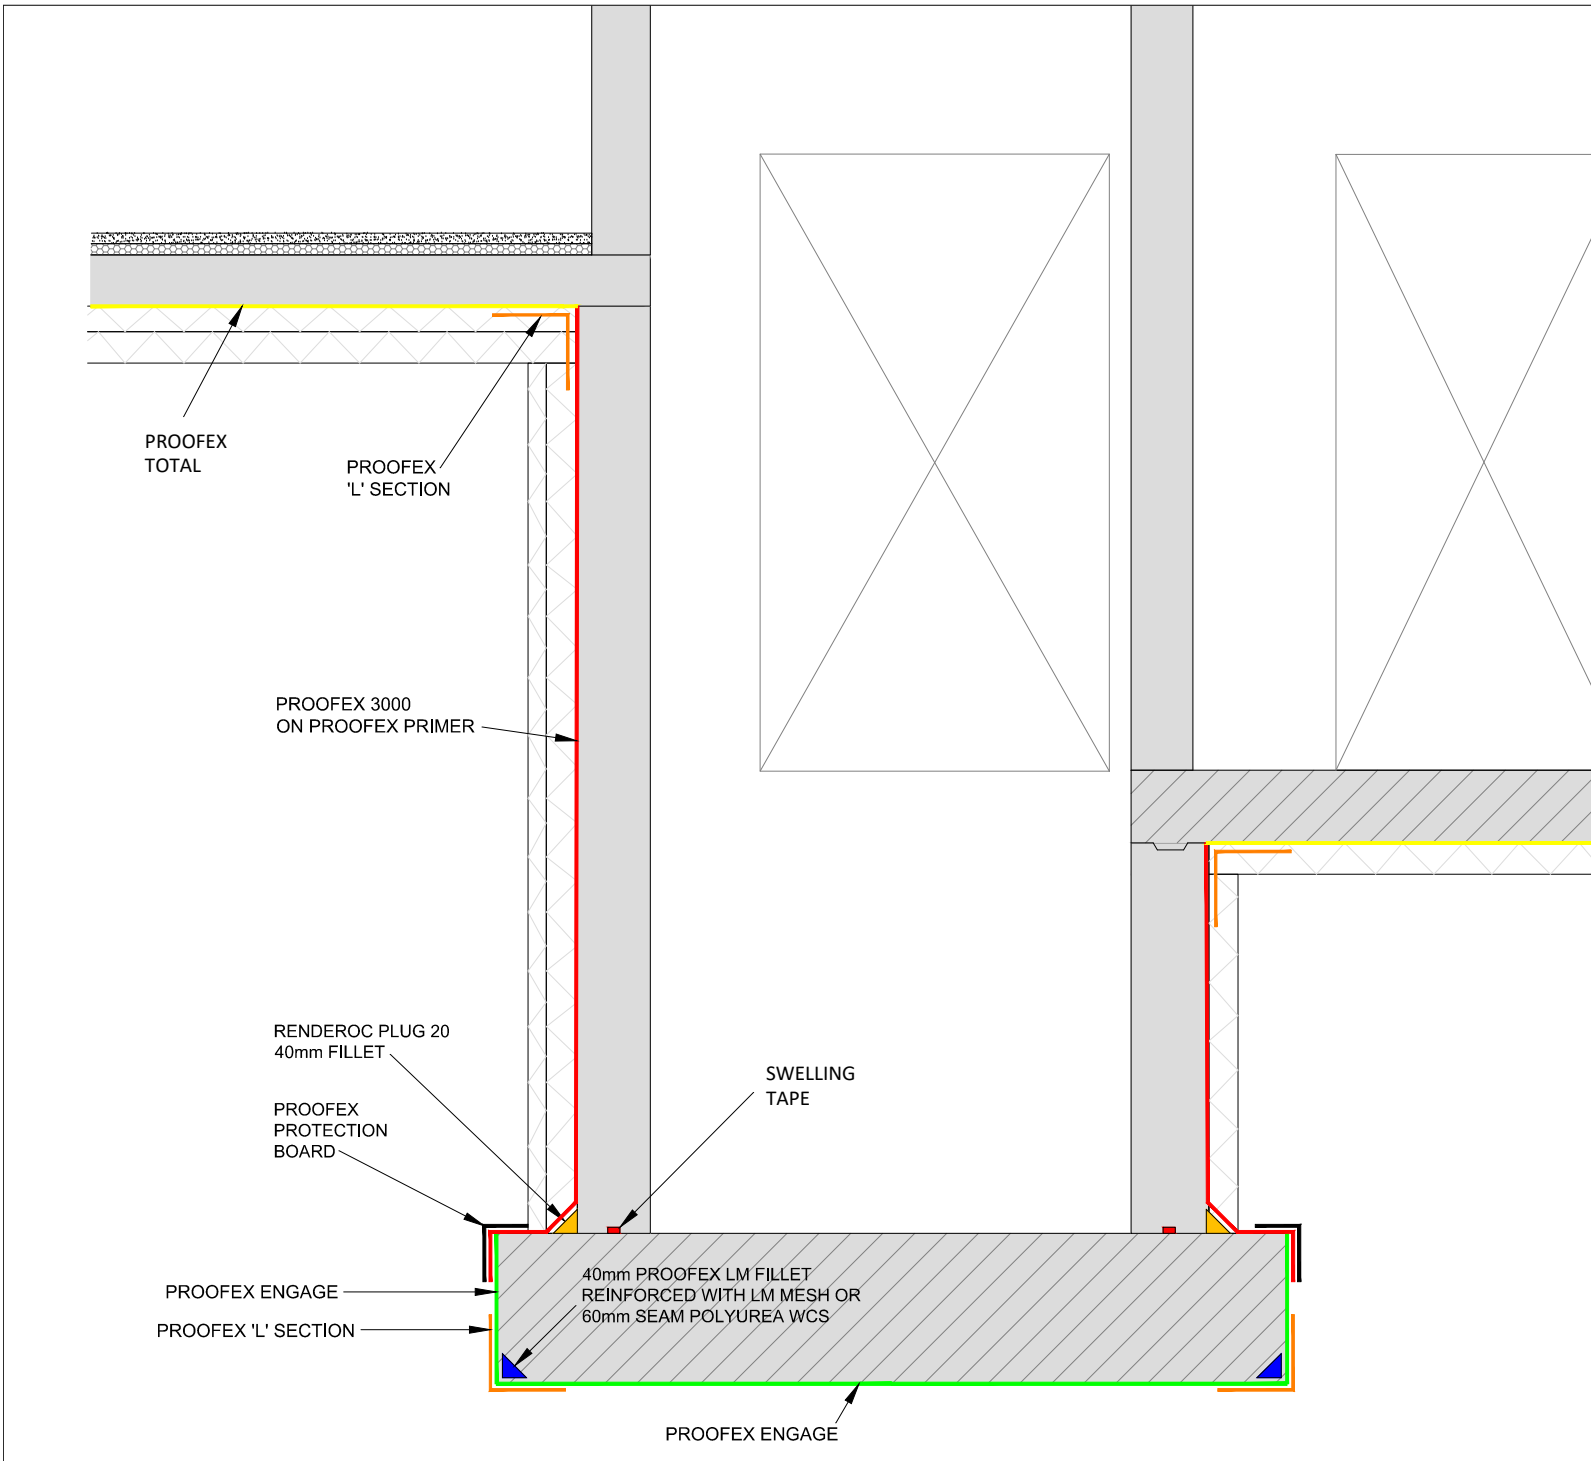 PROOFEX
TOTAL
PROOFEX
'L' SECTION
PROOFEX 3000
ON PROOFEX PRIMER
RENDEROC PLUG 20
40mm FILLET
SWELLING
TAPE
PROOFEX
PROTECTION
BOARD
40mm PROOFEX LM FILLET
REINFORCED WITH LM MESH OR
60mm SEAM POLYUREA WCS
PROOFEX ENGAGE
PROOFEX 'L' SECTION
PROOFEX ENGAGE